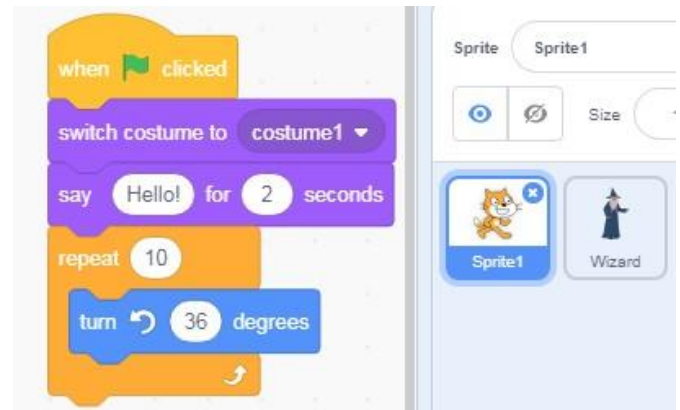 when clicked
switch costume to costume1
say Hello! for 2 seconds
repeat 10
turn 36 degrees
Sprite Sprite1
Size
Sprite1 Wizard